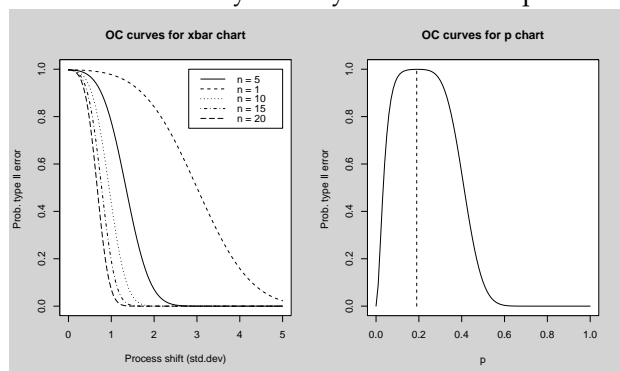 OC curves for xbar chart
Prob. type II error
1.0
0.8
0.6
0.4
0.2
0.0
n = 5
n = 1
n = 10
n = 15
n = 20
0 1 2 3 4 5
Process shift (std.dev)
OC curves for p chart
Prob. type II error
1.0
0.8
0.6
0.4
0.2
0.0
0.0 0.2 0.4 0.6 0.8 1.0
p